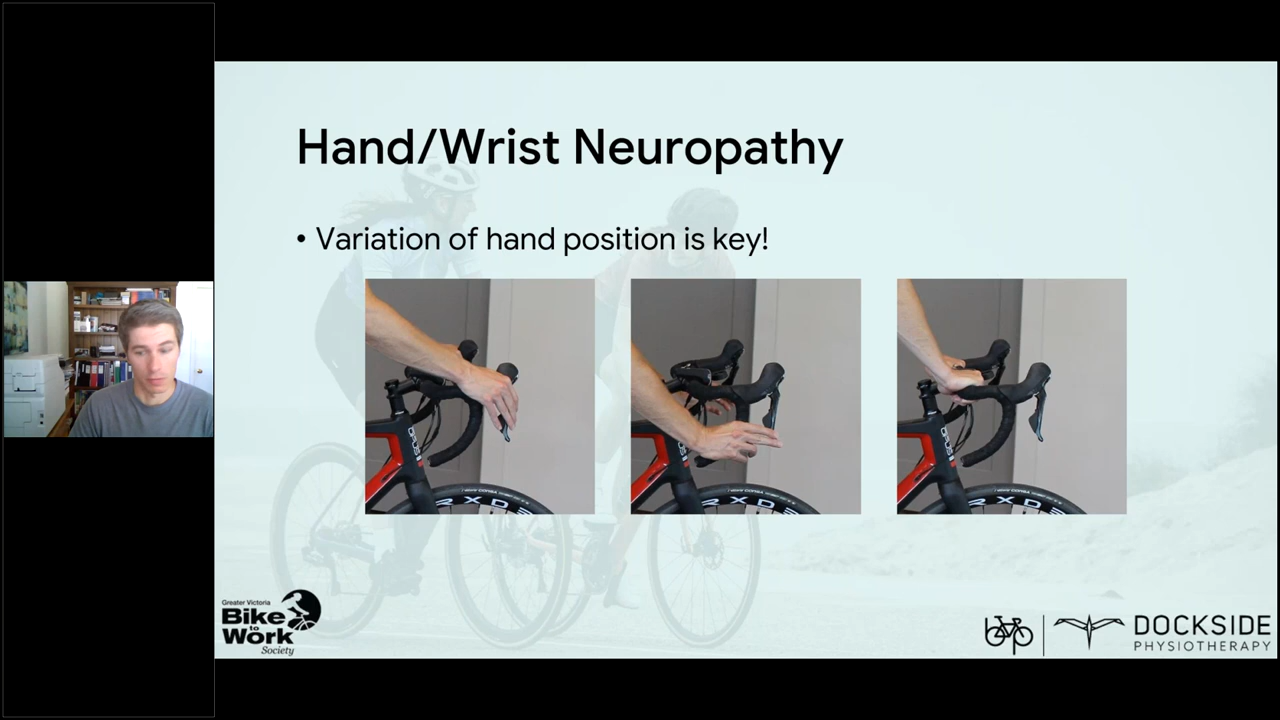 Hand/Wrist Neuropathy
• Variation of hand position is key!
Greater Victoria
Bike
to
Work
Society
DOCKSIDE
PHYSIOTHERAPY